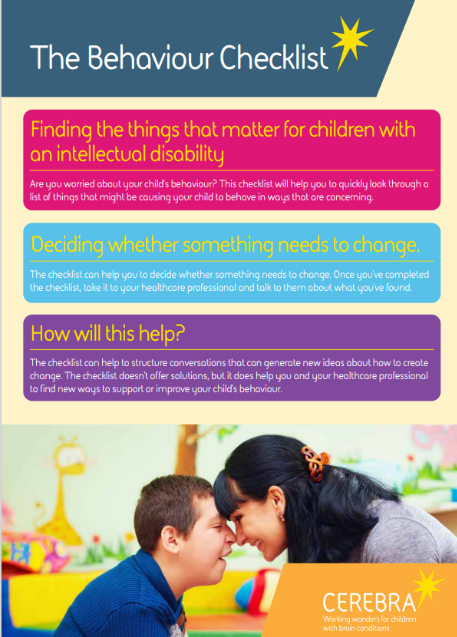 The Behaviour Checklist
Finding the things that matter for children with
an intellectual disability
Are you worried about your child's behaviour? This checklist will help you to quickly look through a
list of things that might be causing your child to behave in ways that are concerning.
Deciding whether something needs to change.
The checklist can help you to decide whether something needs to change. Once you've completed
the checklist, take it to your healthcare professional and talk to them about what you've found.
How will this help?
The checklist can help to structure conversations that can generate new ideas about how to create
change. The checklist doesn't offer solutions, but it does help you and your healthcare professional
to find new ways to support or improve your child's behaviour.
CEREBRA
Working wonders for children
with brain conditions